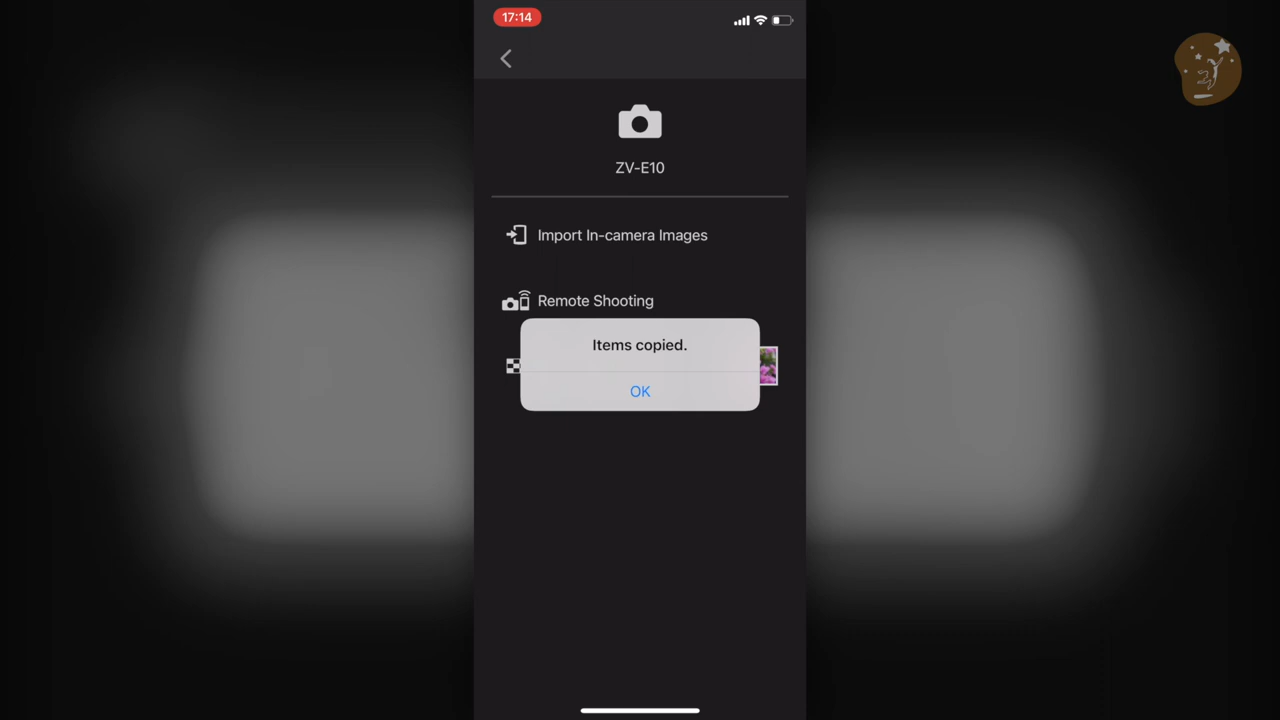 17:14
ZV-E10
Import In-camera Images
Remote Shooting
Items copied.
OK